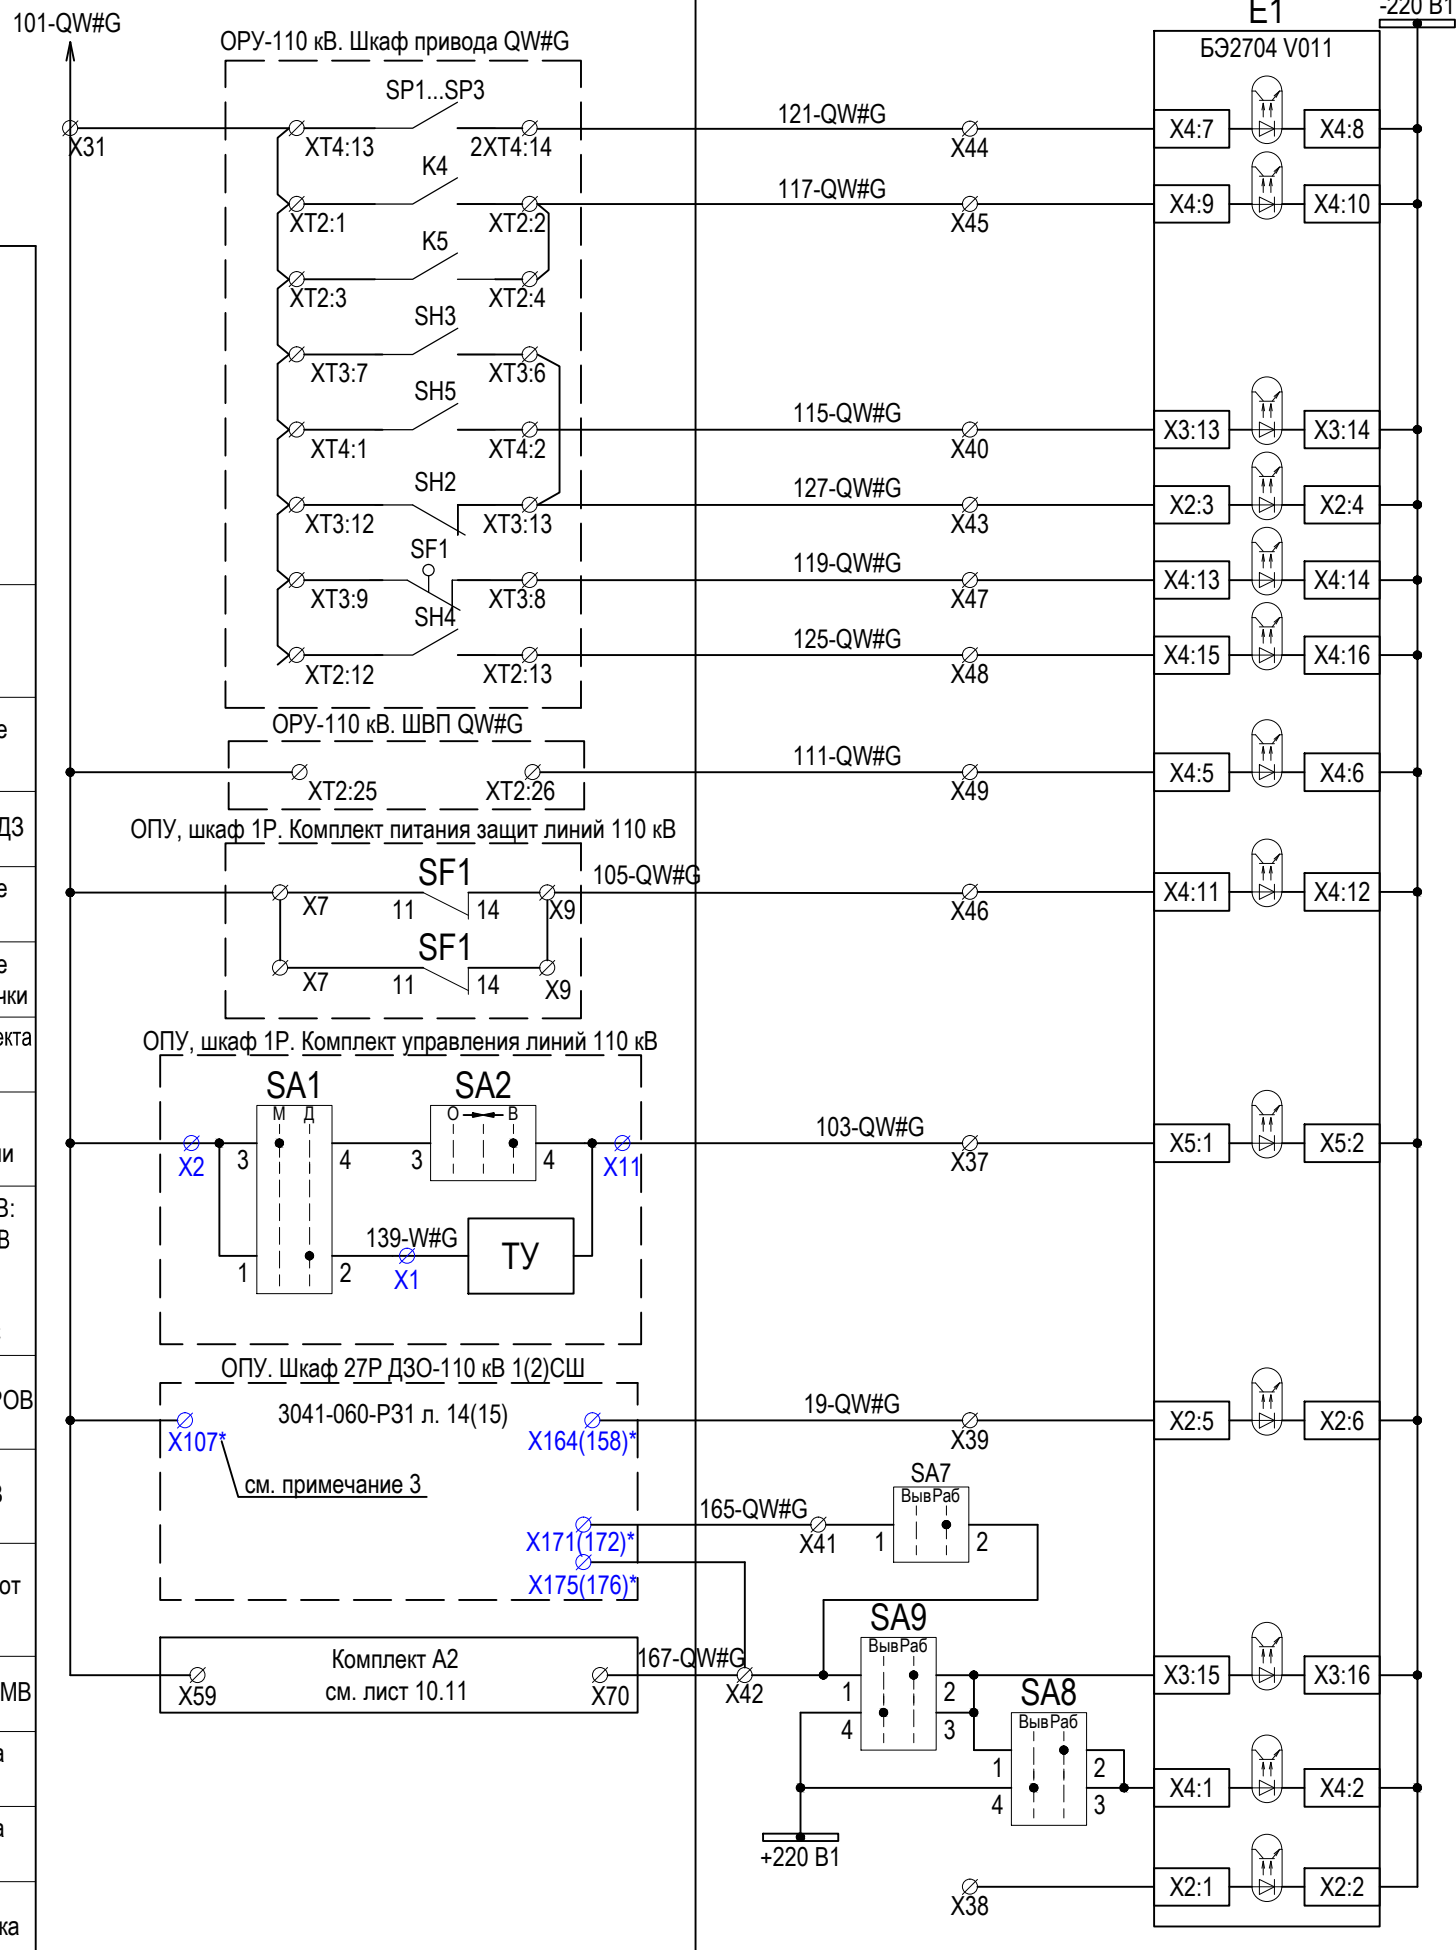 101-QW#G
E1
-220 В1
ОРУ-110 кВ. Шкаф привода QW#G
БЭ2704 V011
SP1...SP3
X31
XT4:13
2XT4:14
121-QW#G
X44
X4:7
X4:8
K4
XT2:1
XT2:2
117-QW#G
X45
X4:9
X4:10
K5
XT2:3
XT2:4
SH3
XT3:7
XT3:6
SH5
XT4:1
XT4:2
115-QW#G
X40
X3:13
X3:14
SH2
XT3:12
XT3:13
127-QW#G
X43
X2:3
X2:4
SF1
XT3:9
XT3:8
119-QW#G
X47
X4:13
X4:14
SH4
XT2:12
XT2:13
125-QW#G
X48
X4:15
X4:16
ОРУ-110 кВ. ШВП QW#G
XT2:25
XT2:26
111-QW#G
X49
X4:5
X4:6
ОПУ, шкаф 1Р. Комплект питания защит линий 110 кВ
SF1
X7
11
14
X9
105-QW#G
X46
X4:11
X4:12
SF1
X7
11
14
X9
ОПУ, шкаф 1Р. Комплект управления линий 110 кВ
SA1
SA2
М Д
О В
X2
3
4
3
4
X11
103-QW#G
X37
X5:1
X5:2
139-W#G
1
2
X1
ТУ
ОПУ. Шкаф 27Р ДЗО-110 кВ 1(2)СШ
3041-060-РЗ1 л. 14(15)
X107*
X164(158)*
19-QW#G
X39
X2:5
X2:6
см. примечание 3
SA7
ВывРаб
165-QW#G
X171(172)*
X41
1
2
X175(176)*
SA9
ВывРаб
Комплект А2
см. лист 10.11
X59
X70
167-QW#G
X42
1
2
4
3
X3:15
X3:16
SA8
ВывРаб
1
2
4
3
X4:1
X4:2
+220 В1
X38
X2:1
X2:2
е
ДЗ
е
е
чки
екта
ии
В:
В
РОВ
В
от
МВ
а
а
ка